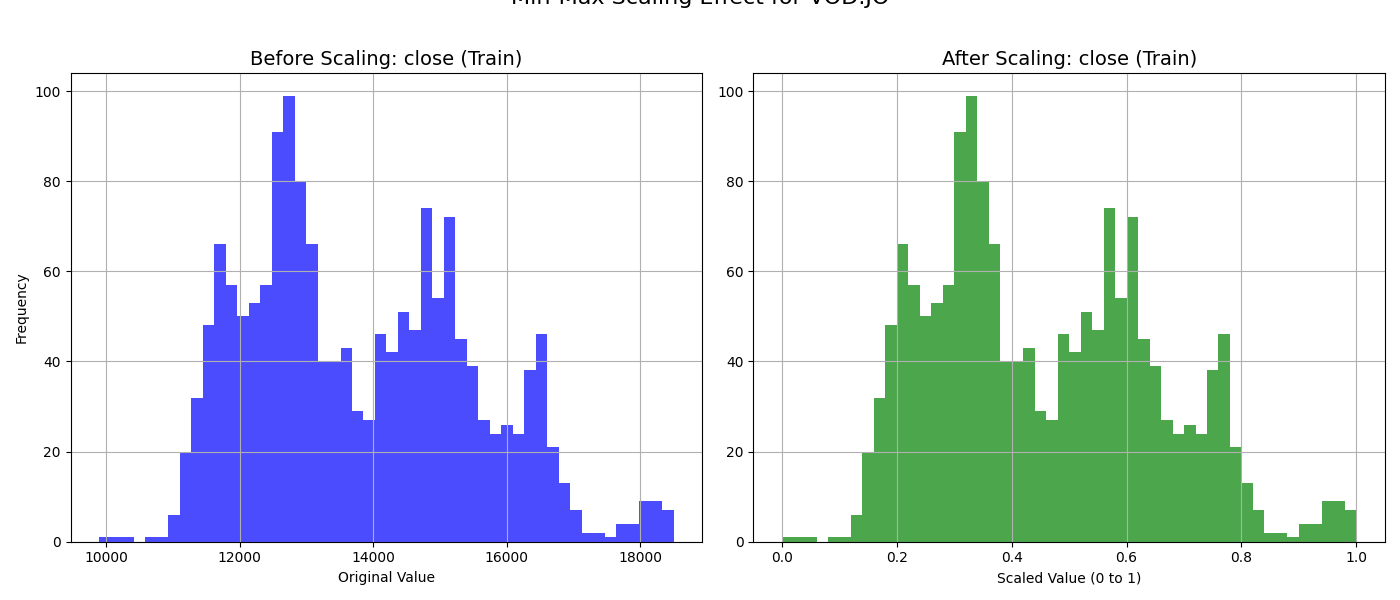 Min-Max Scaling Effect for VOD.JO
Before Scaling: close (Train)
100
80
60
40
20
0
Frequency
10000 12000 14000 16000 18000
Original Value
After Scaling: close (Train)
100
80
60
40
20
0
0.0 0.2 0.4 0.6 0.8 1.0
Scaled Value (0 to 1)